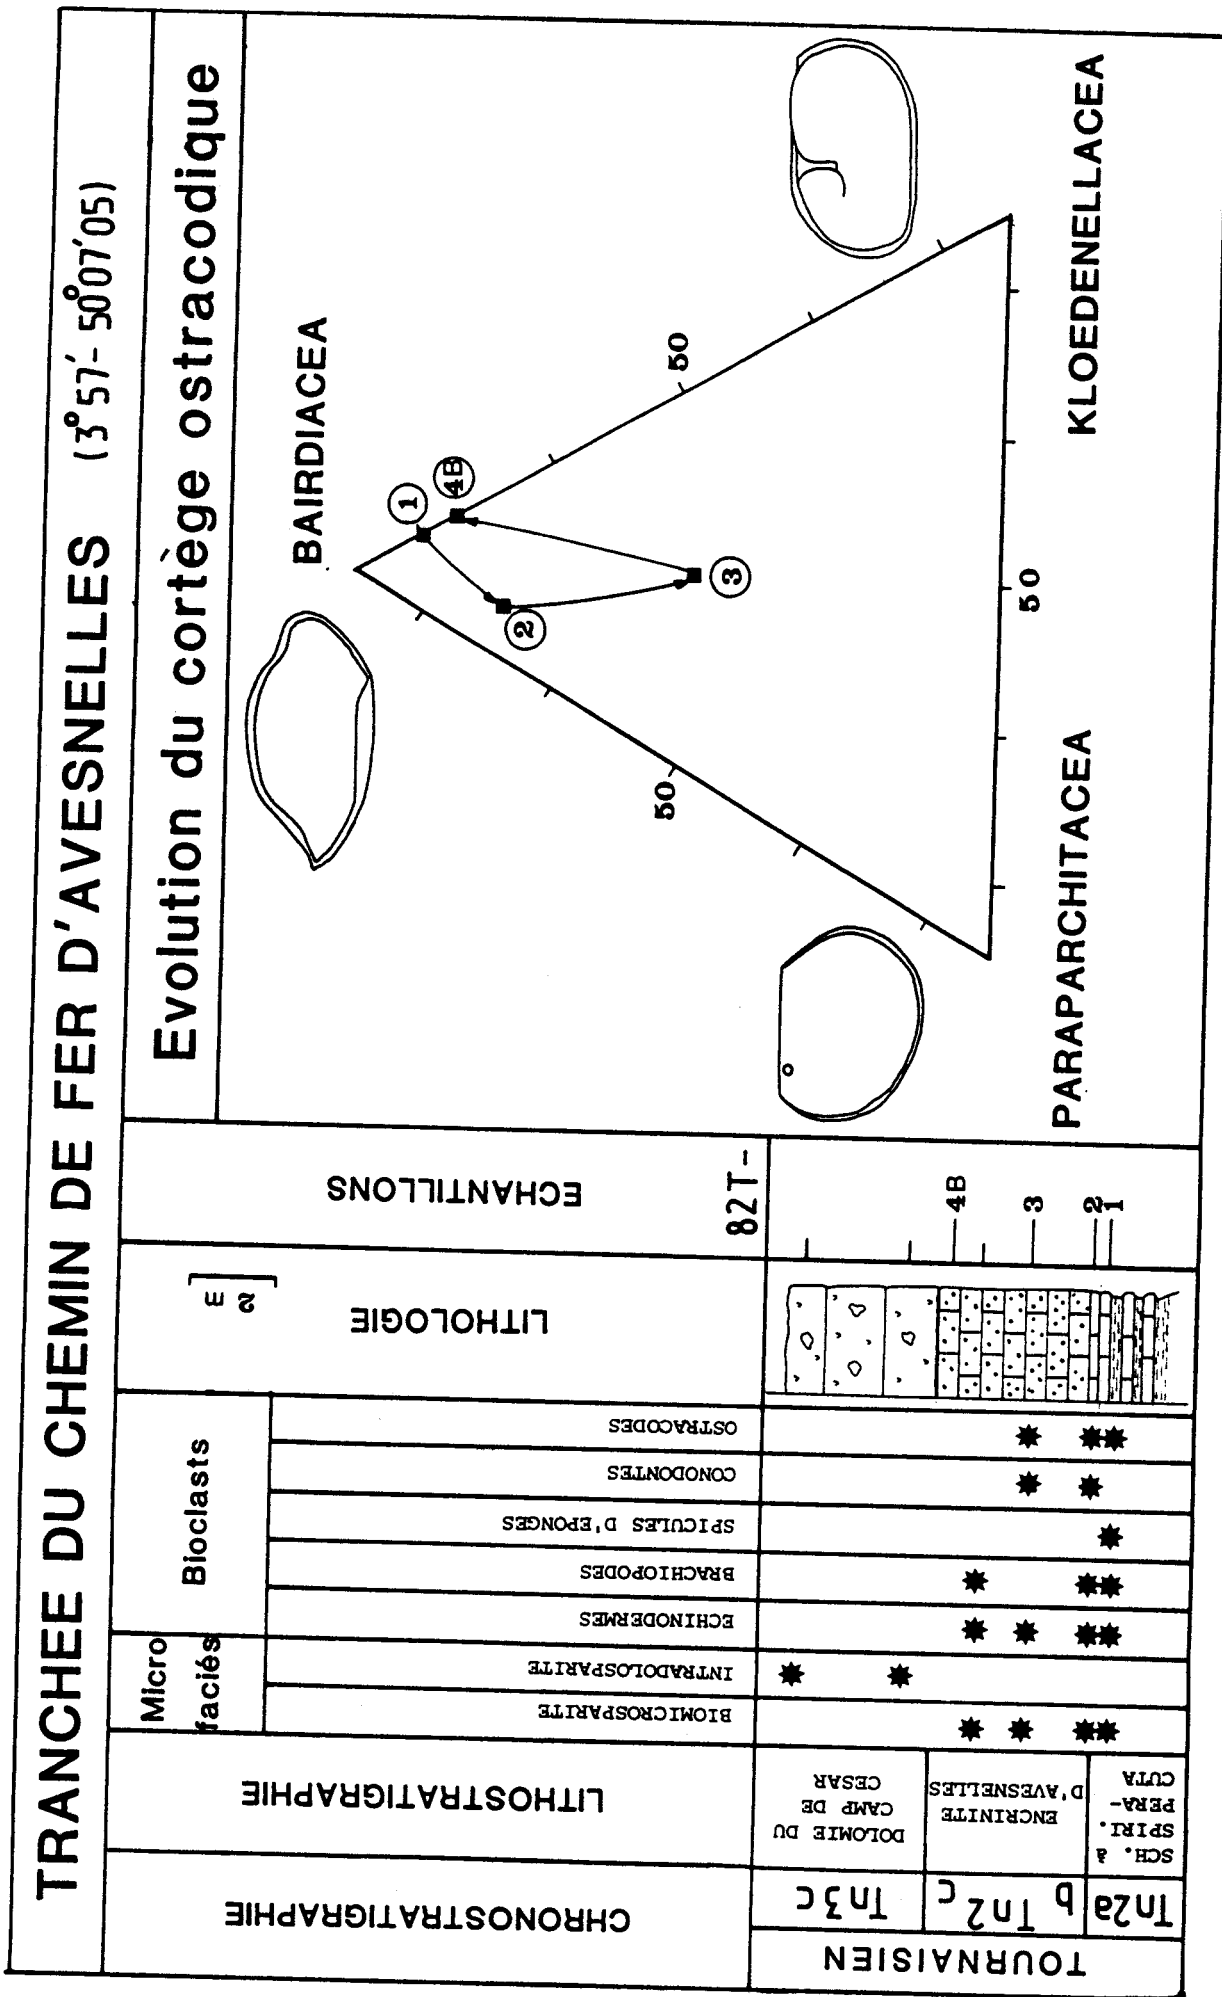 TRANCHEE DU CHEMIN DE FER D'AVESNELLES (3°57'- 50°07'05)
CHRONOSTRATIGRAPHIE
LITHOSTRATIGRAPHIE
Micro
faciés
Bioclasts
BIOMICROSPARITE
INTRADOLOSPARITE
ECHINODERMES
BRACHIOPODES
SPICULES D'EPONGES
CONODONTES
OSTRACODES
LITHOLOGIE
2 m
ECHANTILLONS
82T-
TOURNAISIEN
Tn3c
Tn2 c
b
Tn2a
DOLOMIE DU
CAMP DE
CESAR
ENCRINITE
D'AVESNELLES
SCH. à
SPIRI.
PERA-
CUTA
4B
3
2
1
Evolution du cortège ostracodique
BAIRDIACEA
1
4B
2
3
50
50
50
PARAPARCHITACEA
KLOEDENELLACEA